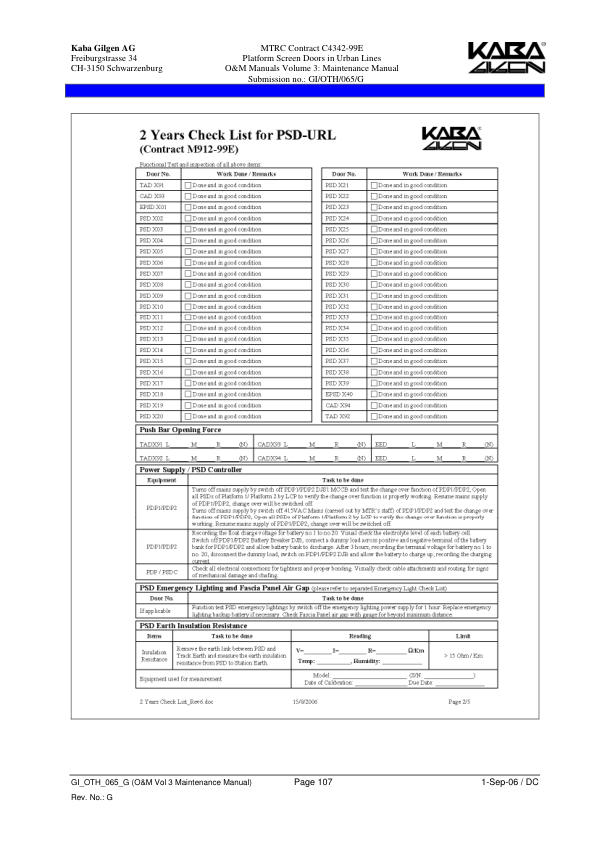 Kaba Gilgen AG
Freiburgstrasse 34
CH-3150 Schwarzenburg
MTRC Contract C4342-99E
Platform Screen Doors in Urban Lines
O&M Manuals Volume 3: Maintenance Manual
Submission no.: GI/OTH/065/G
KABA
GILGEN
2 Years Check List for PSD-URL
(Contract M912-99E)
KABA
GILGEN
Functional Test and inspection of all above items:
Door No. Work Done / Remarks Door No. Work Done / Remarks
TAD X91 Done and in good condition PSD X21 Done and in good condition
CAD X93 Done and in good condition PSD X22 Done and in good condition
EPSD X01 Done and in good condition PSD X23 Done and in good condition
PSD X02 Done and in good condition PSD X24 Done and in good condition
PSD X03 Done and in good condition PSD X25 Done and in good condition
PSD X04 Done and in good condition PSD X26 Done and in good condition
PSD X05 Done and in good condition PSD X27 Done and in good condition
PSD X06 Done and in good condition PSD X28 Done and in good condition
PSD X07 Done and in good condition PSD X29 Done and in good condition
PSD X08 Done and in good condition PSD X30 Done and in good condition
PSD X09 Done and in good condition PSD X31 Done and in good condition
PSD X10 Done and in good condition PSD X32 Done and in good condition
PSD X11 Done and in good condition PSD X33 Done and in good condition
PSD X12 Done and in good condition PSD X34 Done and in good condition
PSD X13 Done and in good condition PSD X35 Done and in good condition
PSD X14 Done and in good condition PSD X36 Done and in good condition
PSD X15 Done and in good condition PSD X37 Done and in good condition
PSD X16 Done and in good condition PSD X38 Done and in good condition
PSD X17 Done and in good condition PSD X39 Done and in good condition
PSD X18 Done and in good condition EPSD X40 Done and in good condition
PSD X19 Done and in good condition CAD X94 Done and in good condition
PSD X20 Done and in good condition TAD X92 Done and in good condition
Push Bar Opening Force
TADX91 L____ M____ R____(N) CADX93 L____ M____ R____(N) EED____ L____ M____ R____(N)
TADX92 L____ M____ R____(N) CADX94 L____ M____ R____(N) EED____ L____ M____ R____(N)
Power Supply / PSD Controller
Equipment Task to be done
PDP1/PDP2
Turns off mains supply by switch off PDP1/PDP2 DJB1 MCCB and test the change over function of PDP1/PDP2, Open
all PSDs of Platform 1/ Platform 2 by LCP to verify the change over function is properly working. Resume mains supply
of PDP1/PDP2, change over will be switched off.
Turns off mains supply by switch off 415VAC Mains (carried out by MTR's staff) of PDP1/PDP2 and test the change over
function of PDP1/PDP2, Open all PSDs of Platform 1/Platform 2 by LCP to verify the change over function is properly
working. Resume mains supply of PDP1/PDP2, change over will be switched off.
PDP1/PDP2
Recording the float charge voltage for battery no.1 to no.20. Visual check the electrolyte level of each battery cell.
Switch off PDP1/PDP2 Battery Breaker DJB, connect a dummy load across positive and negative terminal of the battery
bank for PDP1/PDP2 and allow battery bank to discharge. After 3 hours, recording the terminal voltage for battery no.1 to
no. 20, disconnect the dummy load, switch on PDP1/PDP2 DJB and allow the battery to charge up, recording the charging
current.
PDP / PSDC
Check all electrical connections for tightness and proper bonding. Visually check cable attachments and routing for signs
of mechanical damage and chafing.
PSD Emergency Lighting and Fascia Panel Air Gap (please refer to separated Emergency Light Check List)
Door No. Task to be done
If applicable
Function test PSD emergency lightings by switch off the emergency lighting power supply for 1 hour. Replace emergency
lighting backup battery if necessary. Check Fascia Panel air gap with gauge for beyond maximum distance.
PSD Earth Insulation Resistance
Items Task to be done Reading Limit
Insulation
Resistance
Remove the earth link between PSD and
Track Earth and measure the earth insulation
resistance from PSD to Station Earth.
V=________ I=________ R=________ Ω/Km
Temp: __________, Humidity: __________
> 15 Ohm / Km
Equipment used for measurement
Model: ______________ (S/N: ______________)
Date of Calibration: ______________ Due Date: ______________
2 Years Check List_Rev6.doc 15/8/2006 Page 2/5
GI_OTH_065_G (O&M Vol 3 Maintenance Manual) Page 107 1-Sep-06 / DC
Rev. No.: G